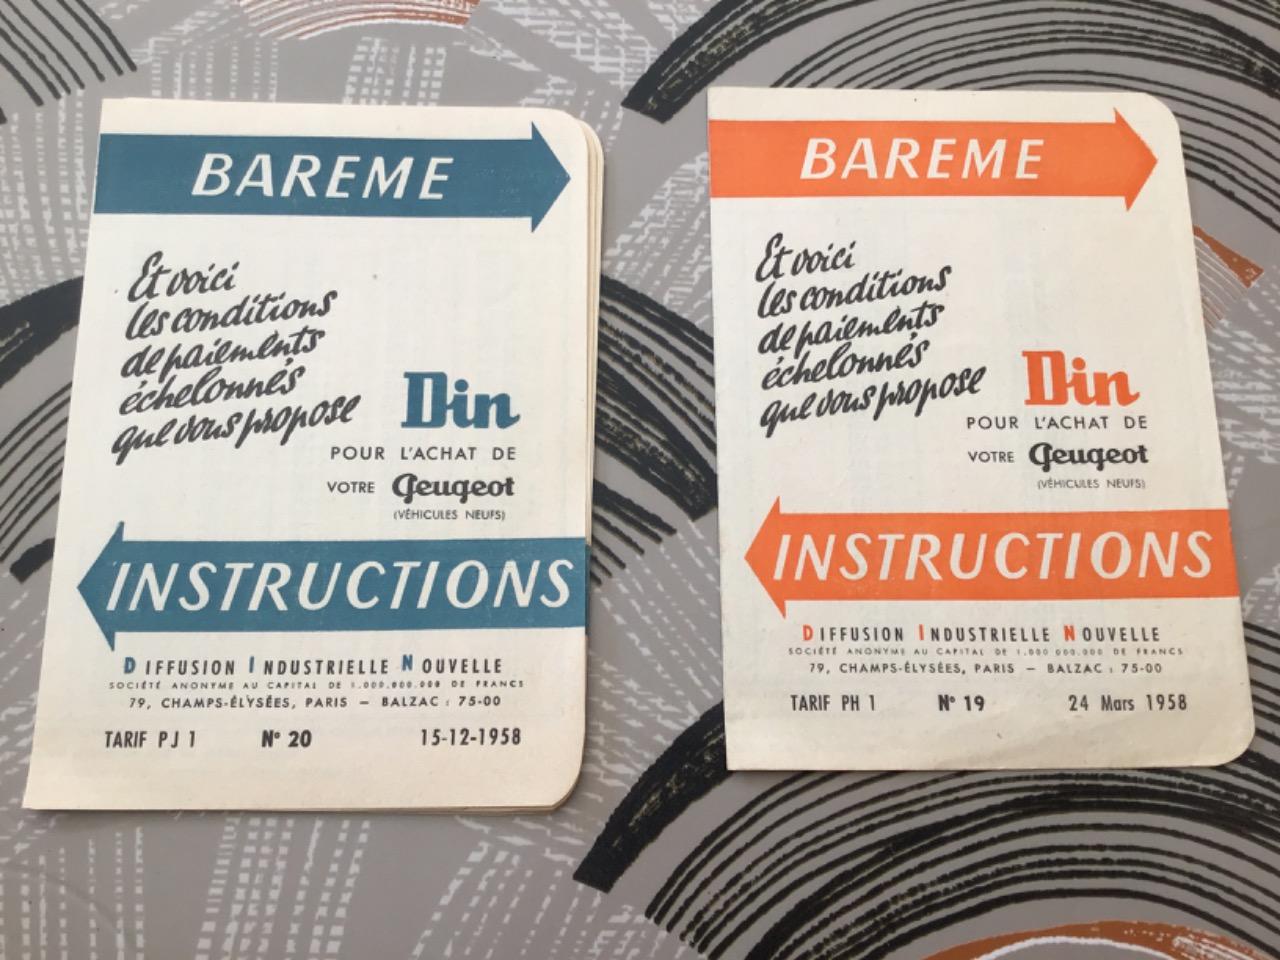 BAREME
Et voici
les conditions
de paiements
échelonnés
que vous propose
Din
POUR L'ACHAT DE
VOTRE Peugeot
(VÉHICULES NEUFS)
INSTRUCTIONS
DIFFUSION INDUSTRIELLE NOUVELLE
SOCIÉTÉ ANONYME AU CAPITAL DE 1.000.000.000 DE FRANCS
79, CHAMPS-ÉLYSÉES, PARIS — BALZAC : 75-00
TARIF PJ 1 N° 20 15-12-1958
BAREME
Et voici
les conditions
de paiements
échelonnés
que vous propose
Din
POUR L'ACHAT DE
VOTRE Peugeot
(VÉHICULES NEUFS)
INSTRUCTIONS
DIFFUSION INDUSTRIELLE NOUVELLE
SOCIÉTÉ ANONYME AU CAPITAL DE 1.000.000.000 DE FRANCS
79, CHAMPS-ÉLYSÉES, PARIS — BALZAC : 75-00
TARIF PH 1 N° 19 24 Mars 1958